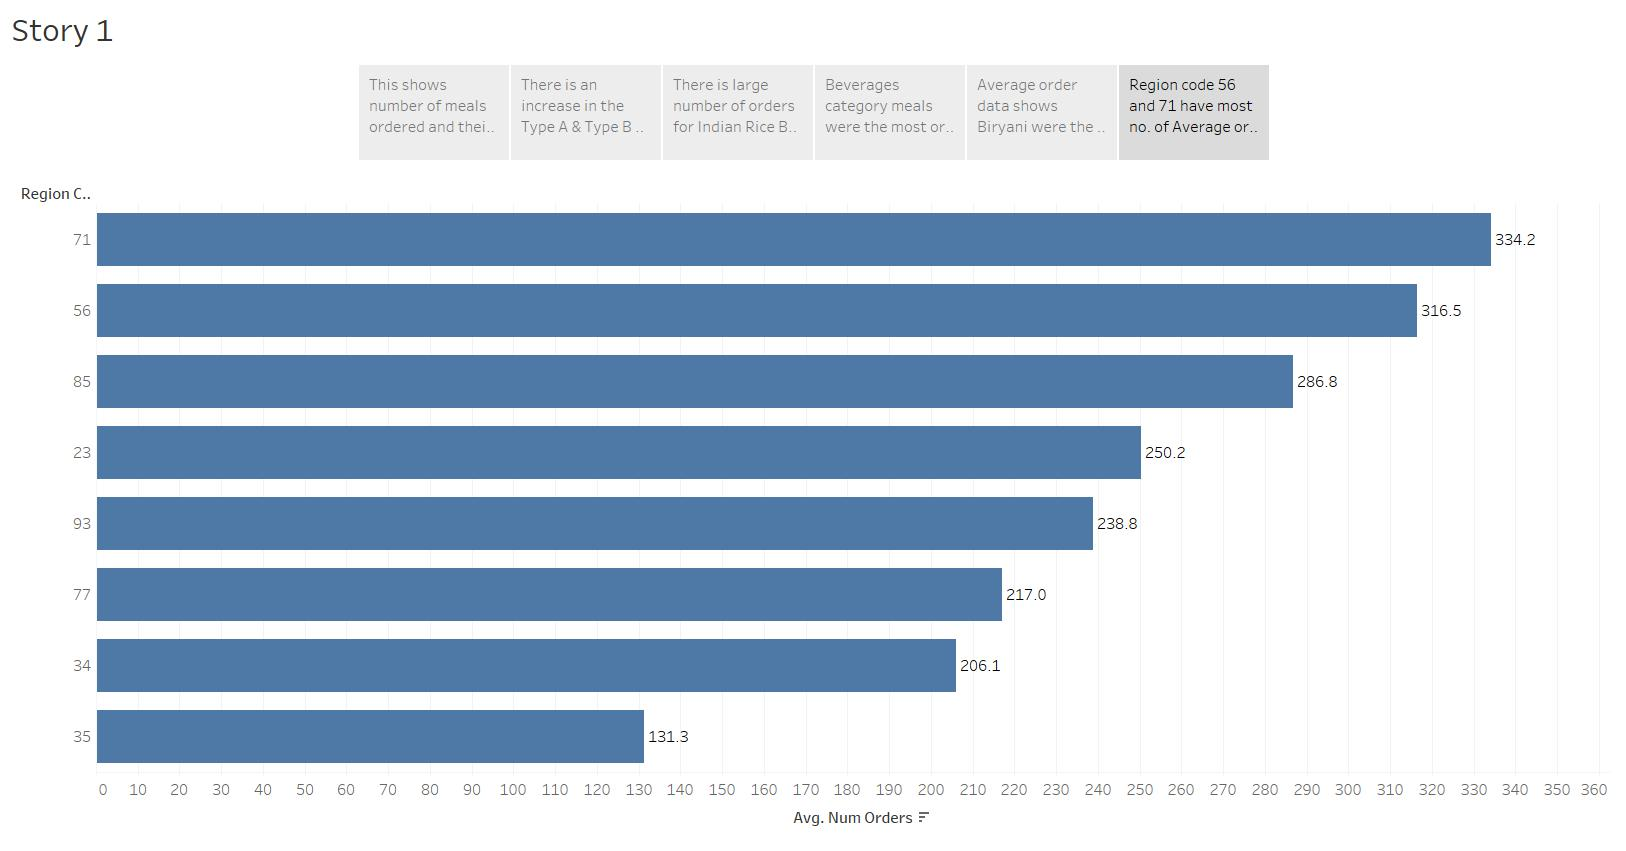 Story 1
This shows
number of meals
ordered and thei..
There is an
increase in the
Type A & Type B ..
There is large
number of orders
for Indian Rice B..
Beverages
category meals
were the most or..
Average order
data shows
Biryani were the ..
Region code 56
and 71 have most
no. of Average or..
Region C..
71 334.2
56 316.5
85 286.8
23 250.2
93 238.8
77 217.0
34 206.1
35 131.3
0 10 20 30 40 50 60 70 80 90 100 110 120 130 140 150 160 170 180 190 200 210 220 230 240 250 260 270 280 290 300 310 320 330 340 350 360
Avg. Num Orders